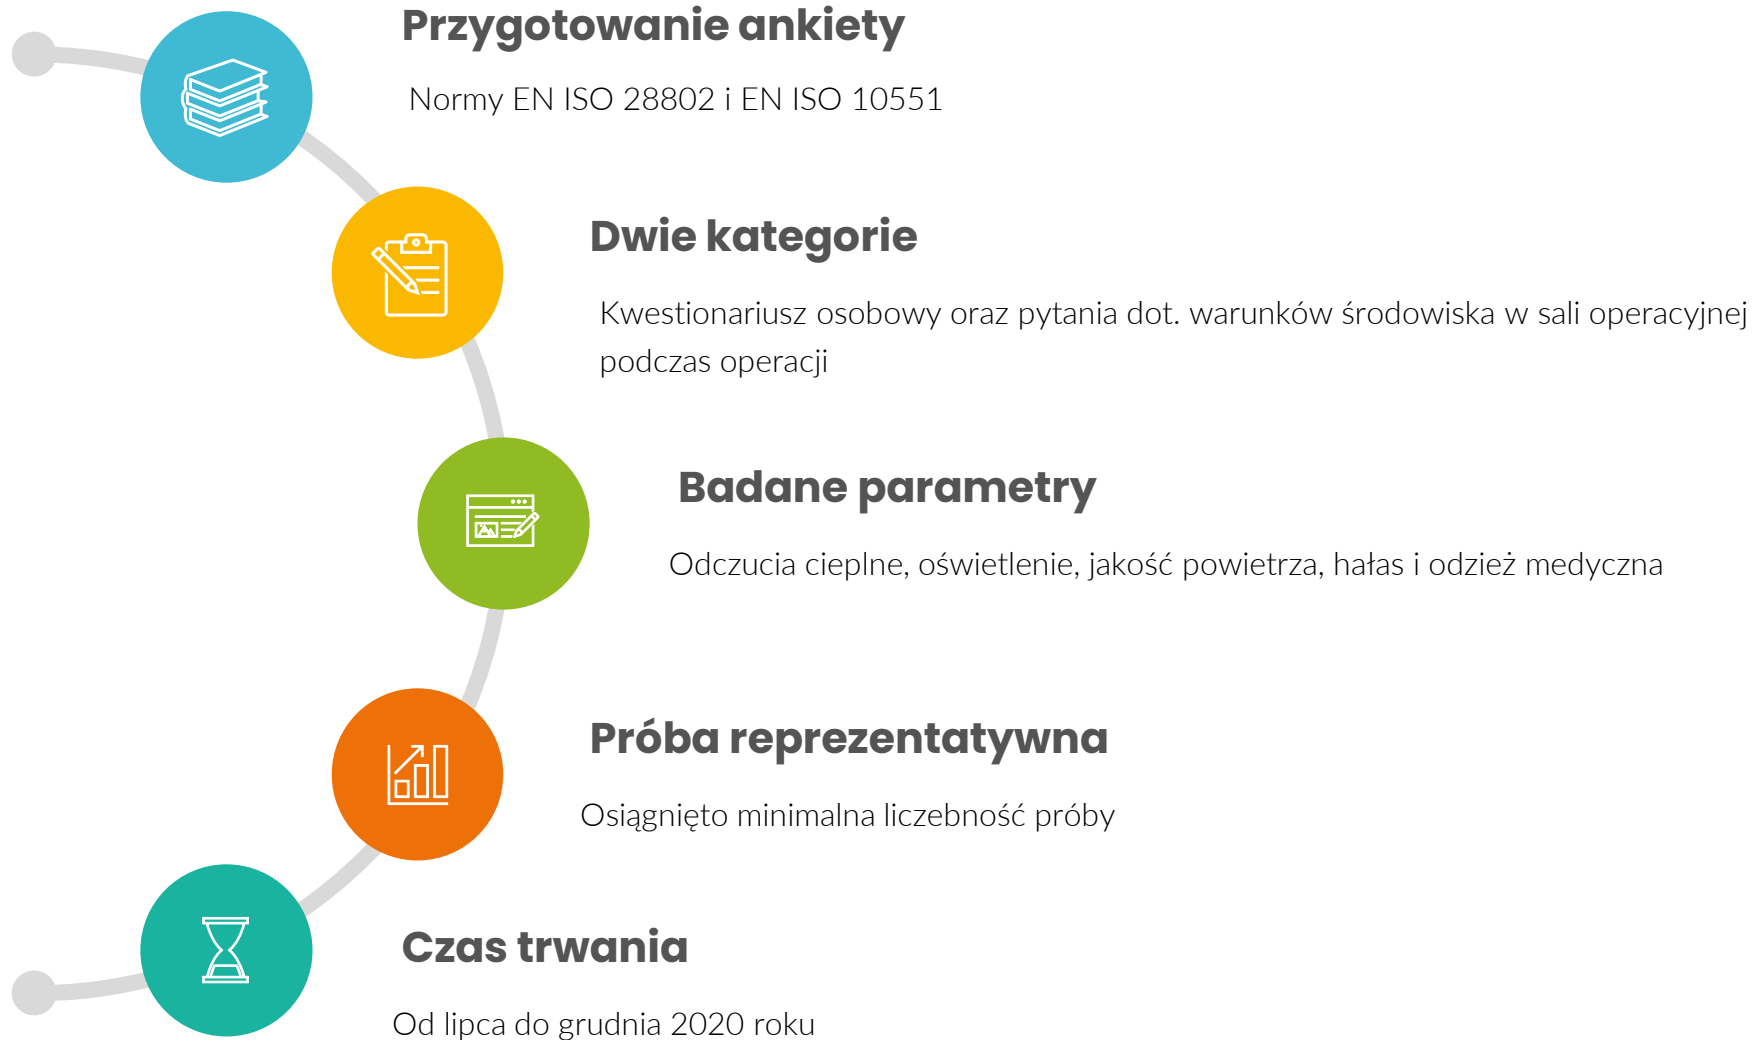 Przygotowanie ankiety
Normy EN ISO 28802 i EN ISO 10551
Dwie kategorie
Kwestionariusz osobowy oraz pytania dot. warunków środowiska w sali operacyjnej
podczas operacji
Badane parametry
Odczucia cieplne, oświetlenie, jakość powietrza, hałas i odzież medyczna
Próba reprezentatywna
Osiągnięto minimalna liczebność próby
Czas trwania
Od lipca do grudnia 2020 roku